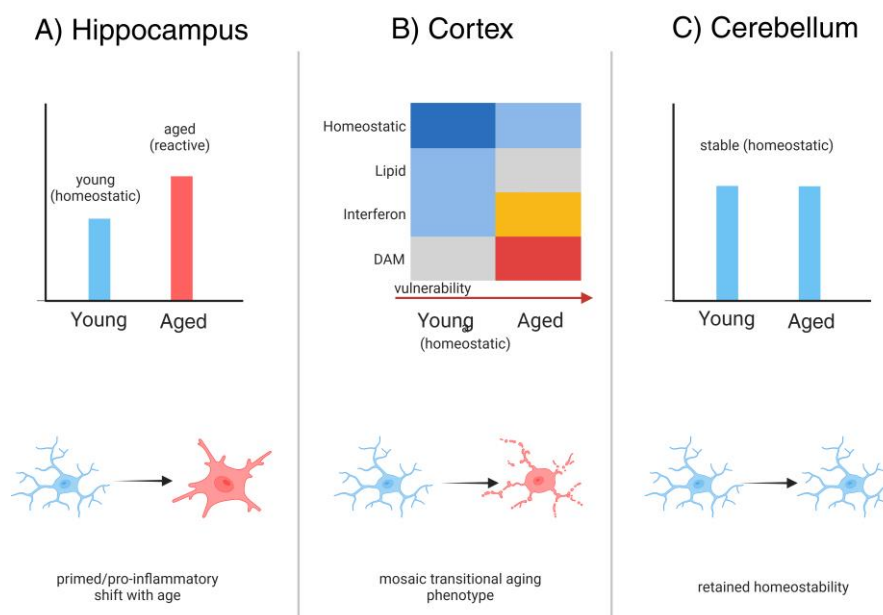 A) Hippocampus
aged
(reactive)
young
(homeostatic)
Young
Aged
primed/pro-inflammatory
shift with age
B) Cortex
Homeostatic
Lipid
Interferon
DAM
vulnerability
Young
Aged
(homeostatic)
mosaic transitional aging
phenotype
C) Cerebellum
stable (homeostatic)
Young
Aged
retained homeostability